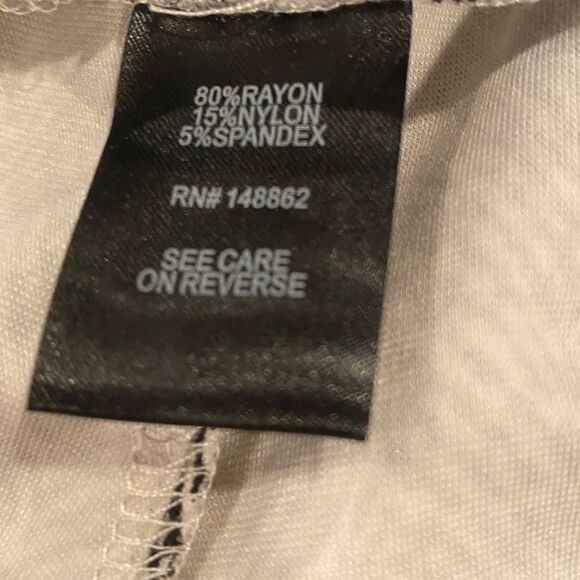 80%RAYON
15%NYLON
5%SPANDEX
RN# 148862
SEE CARE
ON REVERSE